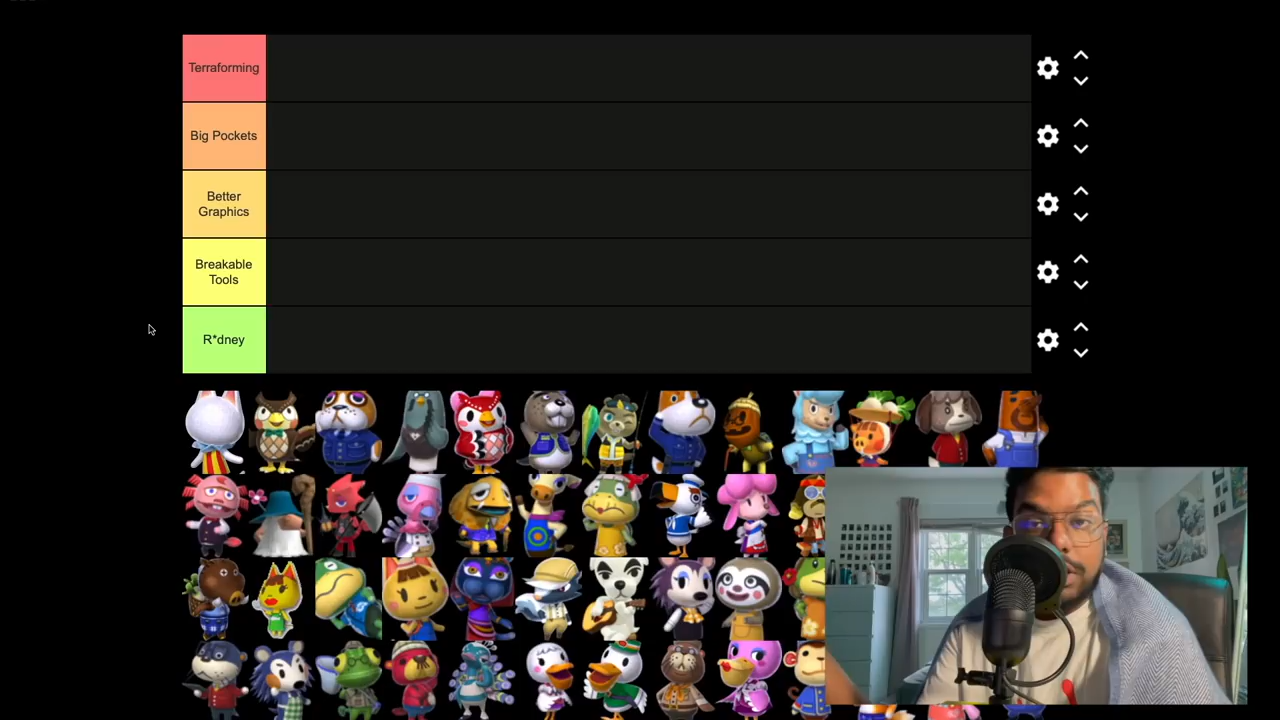 Terraforming
Big Pockets
Better
Graphics
Breakable
Tools
R*dney